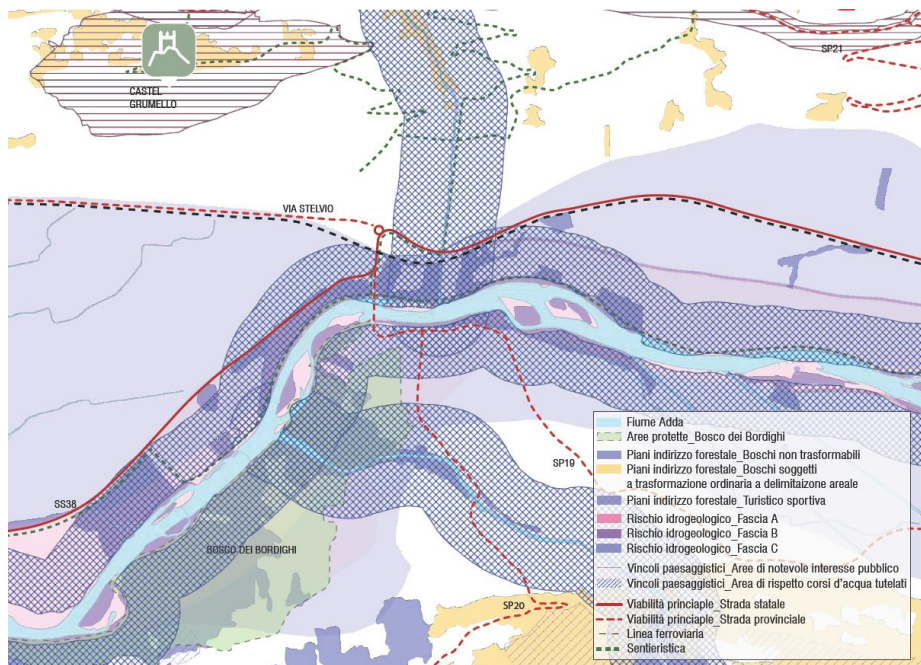 SP21
CASTEL
GRUMELLO
VIA STELVIO
SP19
SS38
BOSCO DEI BORDIGHI
SP20
Fiume Adda
Aree protette_Bosco dei Bordighi
Piani indirizzo forestale_Boschi non trasformabili
Piani indirizzo forestale_Boschi soggetti
a trasformazione ordinaria a delimitaizone areale
Piani indirizzo forestale_Turistico sportiva
Rischio idrogeologico_Fascia A
Rischio idrogeologico_Fascia B
Rischio idrogeologico_Fascia C
Vincoli paesaggistici_Aree di notevole interesse pubblico
Vincoli paesaggistici_Area di rispetto corsi d'acqua tutelati
Viabilità princiaple_Strada statale
Viabilità princiaple_Strada provinciale
Linea ferroviaria
Sentieristica